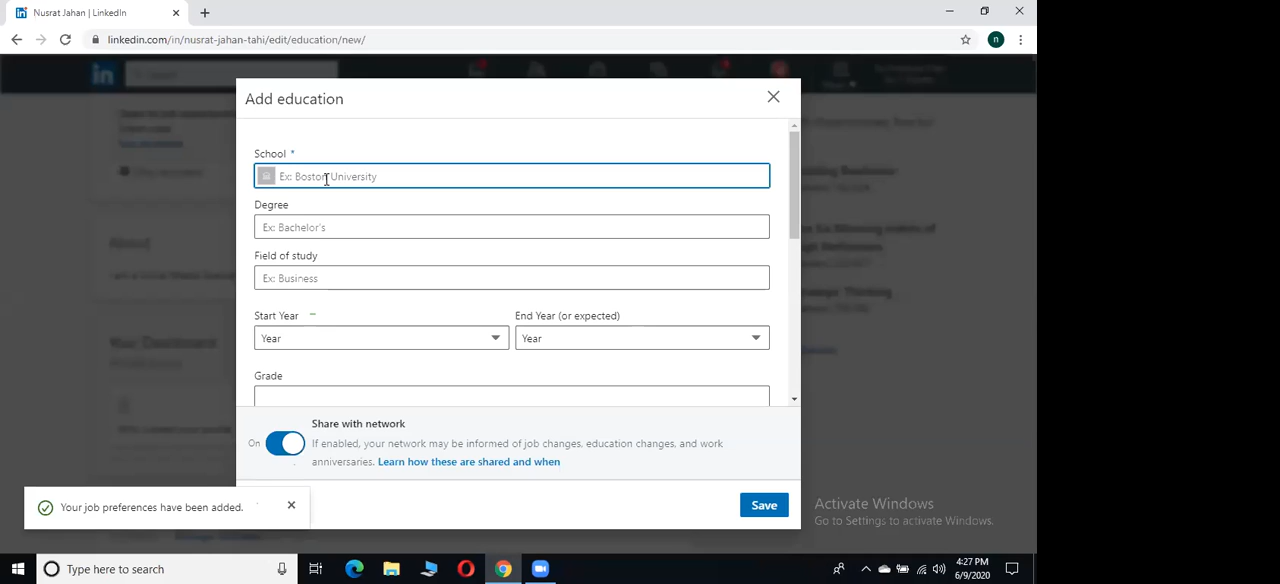 Nusrat Jahan | LinkedIn
linkedin.com/in/nusrat-jahan-tahi/edit/education/new/
n
in
Add education
School *
Ex: Boston University
Degree
Ex: Bachelor's
Field of study
Ex: Business
Start Year
End Year (or expected)
Year
Year
Grade
Share with network
On
If enabled, your network may be informed of job changes, education changes, and work
anniversaries. Learn how these are shared and when
Your job preferences have been added.
Save
About
Your Dashboard
Activate Windows
Go to Settings to activate Windows.
Type here to search
4:27 PM
6/9/2020